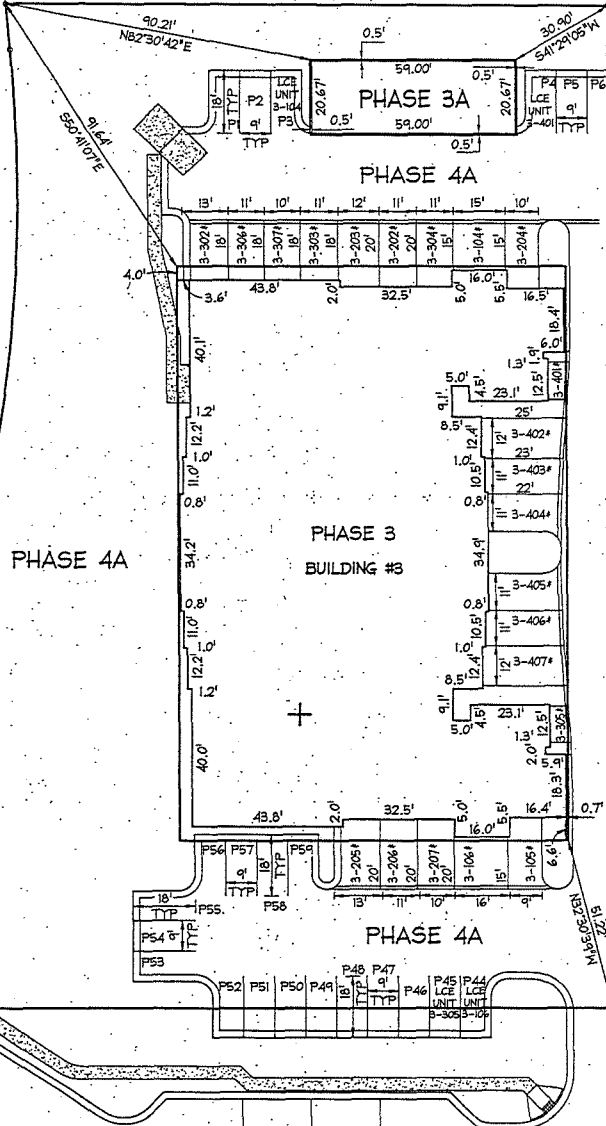 90.21'
N82°30'42"E
30.90'
S41°29'05"W
0.5'
59.00'
0.5'
20.67'
PHASE 3A
20.67'
0.5'
59.00'
0.5'
18'
TYP
P1
P2
9'
TYP
LCE
UNIT
3-104
P3
P4
LCE
UNIT
3-401
P5
P6
9'
TYP
91.64'
S50°41'07"E
PHASE 4A
13' 11' 10' 11' 12' 11' 11' 15' 10'
3-302# 18' 3-306# 18' 3-307# 18' 3-303# 18' 3-203# 20' 3-202# 20' 3-304# 15' 3-104# 15' 3-204#
4.0'
3.6'
43.8'
2.0'
32.5'
5.0'
16.0'
5.5'
16.5'
18.4'
40.1'
6.0'
1.9'
1.3'
12.5'
3-401#
5.0'
4.5'
23.1'
9.1'
25'
1.2'
12.2'
1.0'
11.0'
0.8'
8.5'
12.4'
12'
3-402#
23'
1.0'
10.5'
11'
3-403#
22'
0.8'
11'
3-404#
PHASE 4A
34.2'
PHASE 3
BUILDING #3
34.9'
0.8'
11.0'
1.0'
12.2'
1.2'
11'
3-405#
0.8'
10.5'
11'
3-406#
1.0'
12.4'
12'
3-407#
8.5'
9.1'
5.0'
4.5'
23.1'
12.5'
3-305#
1.3'
2.0'
5.9'
18.3'
40.0'
43.8'
2.0'
32.5'
5.0'
16.0'
5.5'
16.4'
0.7'
6.6'
P56 P57 P59
18'
TYP
9'
TYP
P58
3-205# 20' 3-206# 20' 3-207# 20' 3-106# 15' 3-105#
13' 11' 10' 16' 9'
51.22'
N32°30'39"W
18'
TYP
P55
P54
9'
TYP
P53
PHASE 4A
P52 P51 P50 P49
P48
18'
TYP
P47
9'
TYP
P46
P45
LCE
UNIT
3-305
P44
LCE
UNIT
3-106